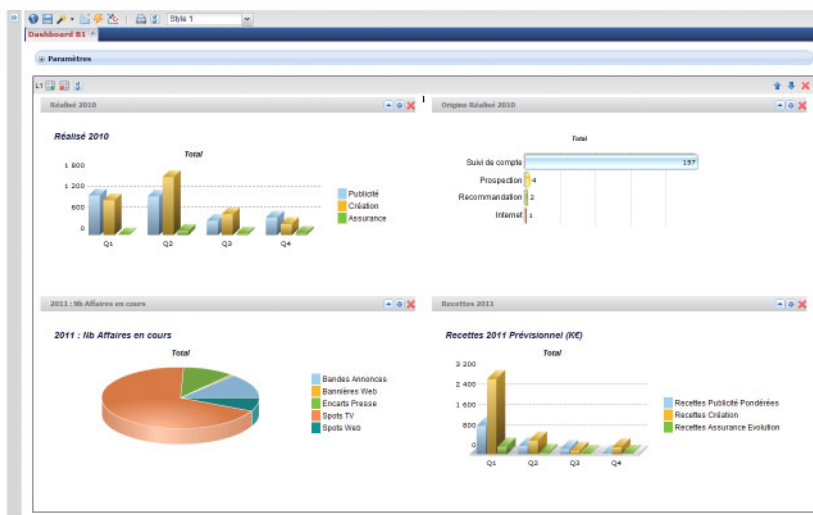 Style 1
Dashboard B1
Paramètres
L1
Réalisé 2010
Origine Réalisé 2010
Réalisé 2010
Total
1 800
1 200
600
0
Q1 Q2 Q3 Q4
Publicité
Création
Assurance
Total
Suivi de compte 197
Prospection 4
Recommandation 2
Internet 1
2011 : Nb Affaires en cours
Recettes 2011
2011 : Nb Affaires en cours
Total
Bandes Annonces
Bannières Web
Encarts Presse
Spots TV
Spots Web
Recettes 2011 Prévisionnel (K€)
Total
3 200
2 400
1 600
800
0
Q1 Q2 Q3 Q4
Recettes Publicité Pondérées
Recettes Création
Recettes Assurance Evolution